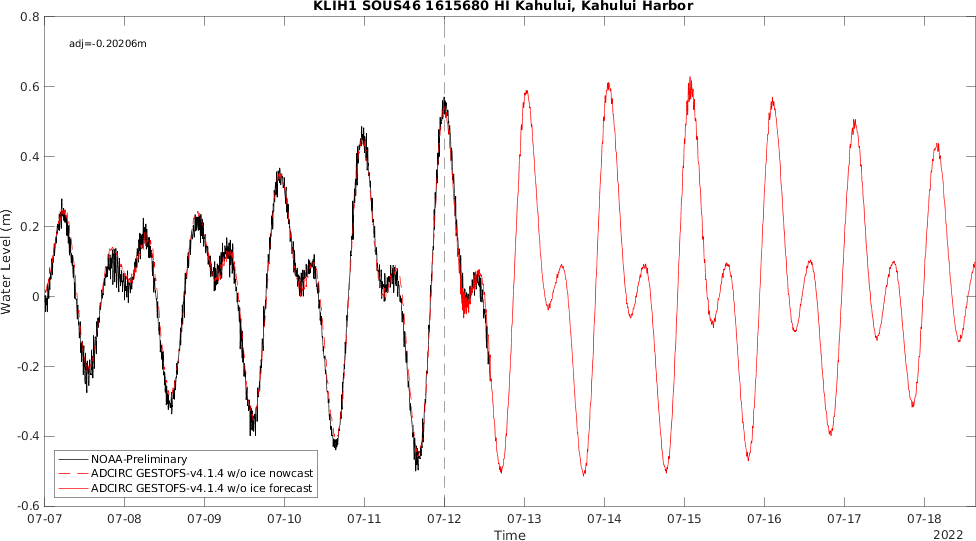 KLIH1 SOUS46 1615680 HI Kahului, Kahului Harbor
adj=-0.20206m
Water Level (m)
0.8
0.6
0.4
0.2
0
-0.2
-0.4
-0.6
NOAA-Preliminary
ADCIRC GESTOFS-v4.1.4 w/o ice nowcast
ADCIRC GESTOFS-v4.1.4 w/o ice forecast
07-07 07-08 07-09 07-10 07-11 07-12 07-13 07-14 07-15 07-16 07-17 07-18
Time
2022